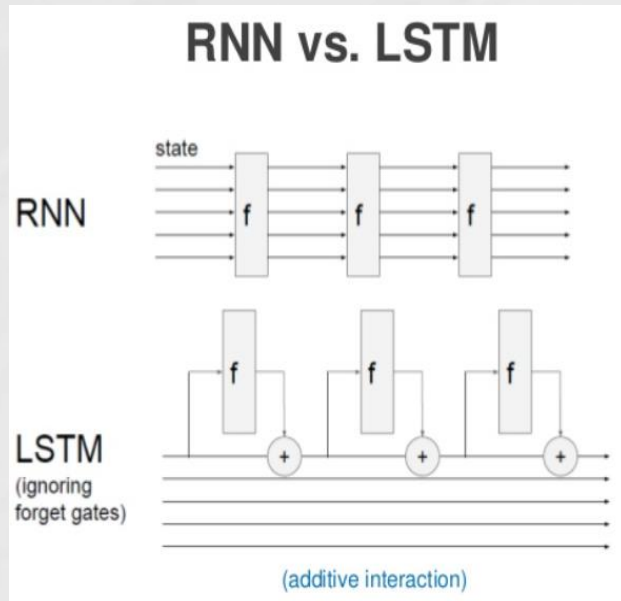 RNN vs. LSTM
state
RNN
f
f
f
f
f
f
LSTM
+
+
+
(ignoring
forget gates)
(additive interaction)